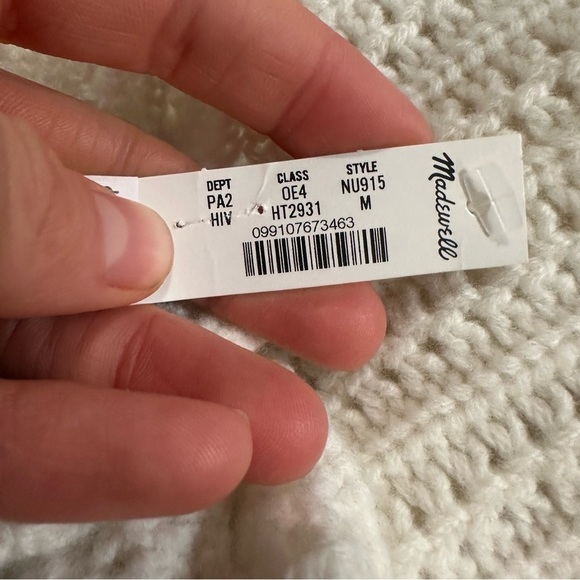 DEPT CLASS STYLE
PA2 OE4 NU915
HIV HT2931 M
099107673463
Madewell